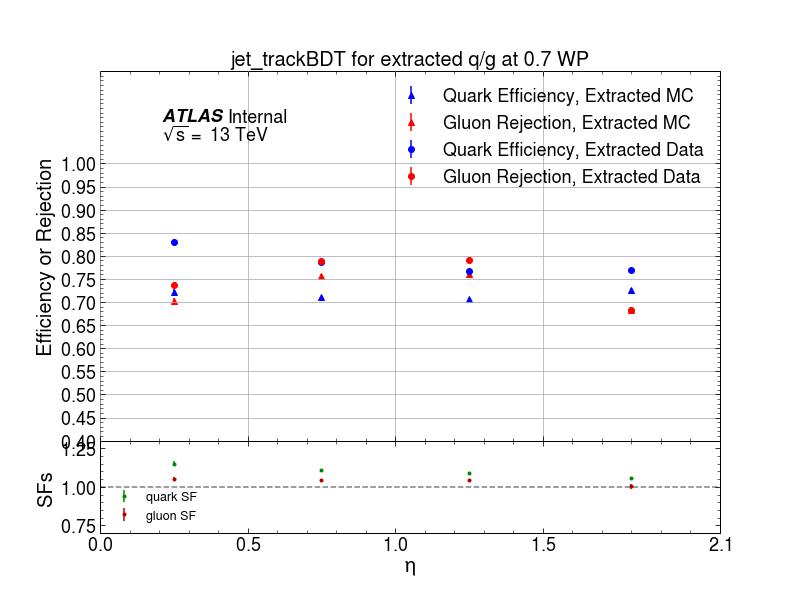 jet_trackBDT for extracted q/g at 0.7 WP
ATLAS Internal
√s = 13 TeV
Quark Efficiency, Extracted MC
Gluon Rejection, Extracted MC
Quark Efficiency, Extracted Data
Gluon Rejection, Extracted Data
Efficiency or Rejection
1.00
0.95
0.90
0.85
0.80
0.75
0.70
0.65
0.60
0.55
0.50
0.45
0.40
SFs
1.25
1.00
0.75
quark SF
gluon SF
0.0 0.5 1.0 1.5 2.1
η